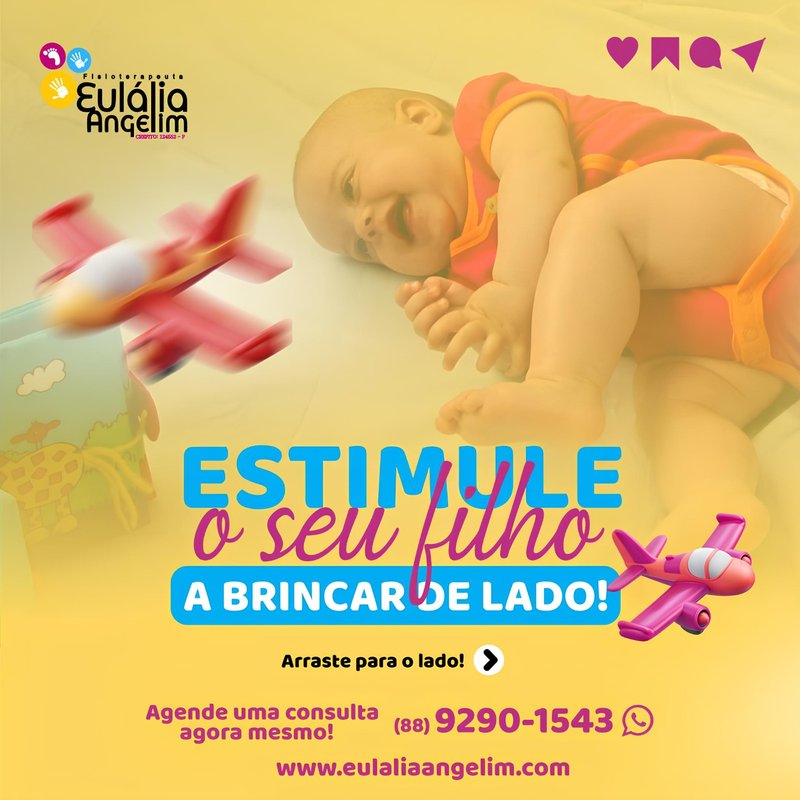 Fisioterapeuta
Eulália
Angelim
ESTIMULE
o seu filho
A BRINCAR DE LADO!
Arraste para o lado!
Agende uma consulta
agora mesmo!
(88) 9290-1543
www.eulaliaangelim.com